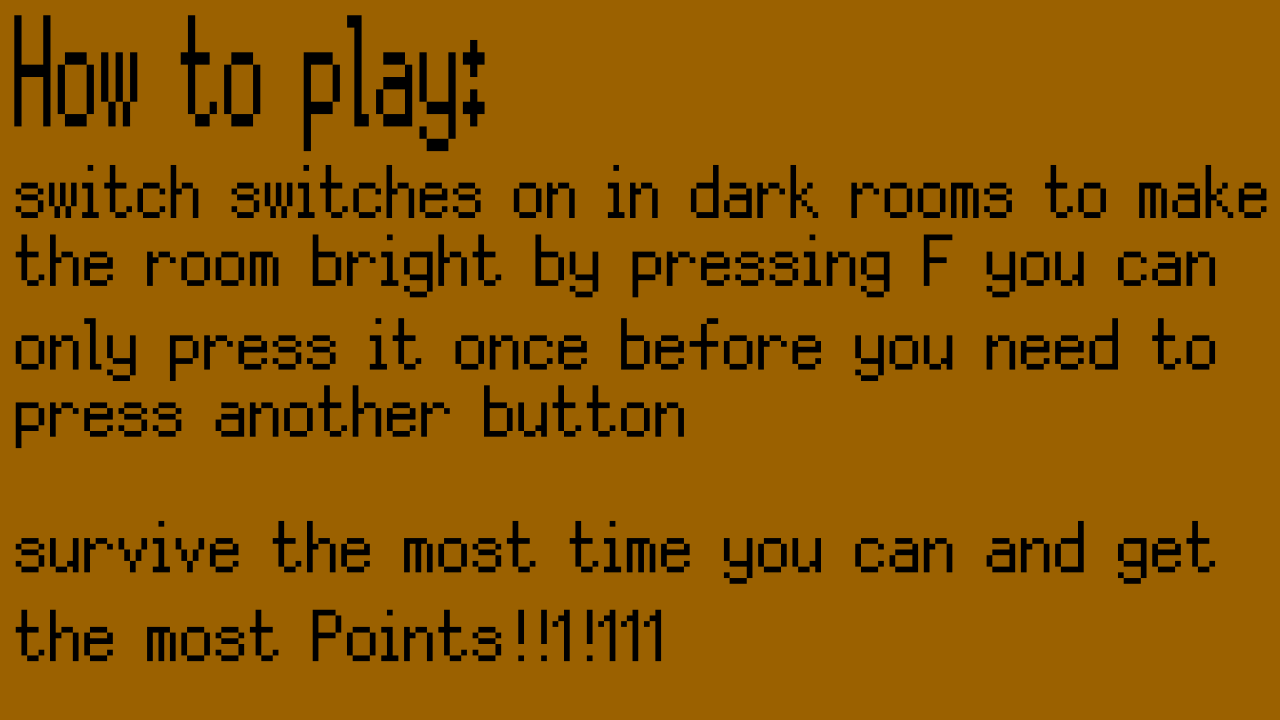 How to play:
switch switches on in dark rooms to make
the room bright by pressing F you can
only press it once before you need to
press another button
survive the most time you can and get
the most Points!!1!111